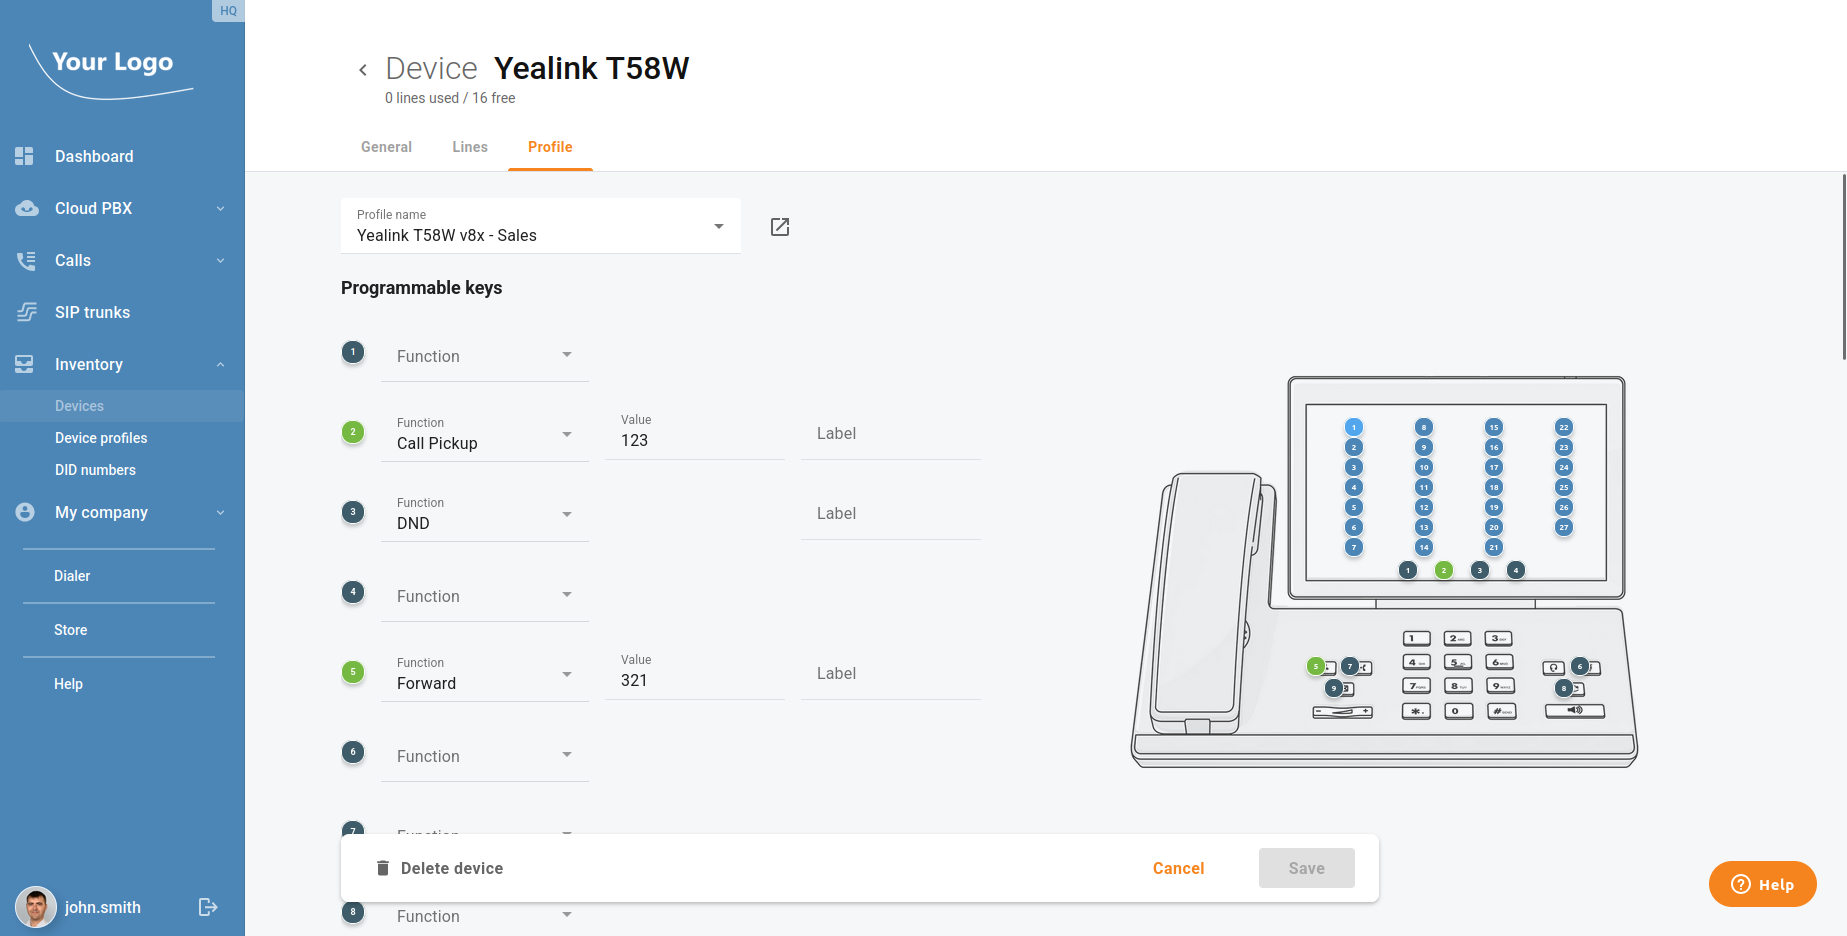 HQ
Your Logo
Dashboard
Cloud PBX
Calls
SIP trunks
Inventory
Devices
Device profiles
DID numbers
My company
Dialer
Store
Help
john.smith
Device Yealink T58W
0 lines used / 16 free
General Lines Profile
Profile name
Yealink T58W v8x - Sales
Programmable keys
1 Function
2 Function Call Pickup Value 123 Label
3 Function DND Label
4 Function
5 Function Forward Value 321 Label
6 Function
7 Function
Delete device Cancel Save
8 Function
1 8 15 22
2 9 16 23
3 10 17 24
4 11 18 25
5 12 19 26
6 13 20 27
7 14 21
1 2 3 4
1 2 3
5 7 4 5 6 6
9 7 8 9 8
- + * 0 #
Help